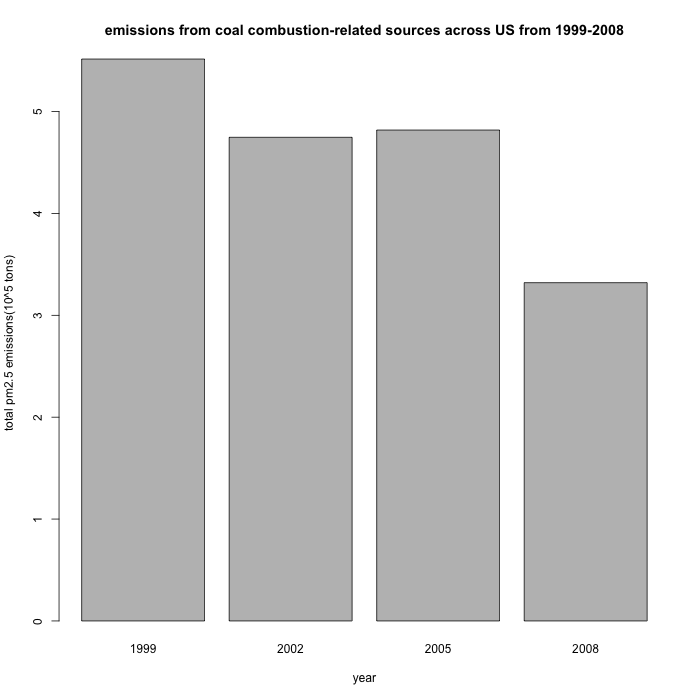 emissions from coal combustion-related sources across US from 1999-2008
total pm2.5 emissions(10^5 tons)
5
4
3
2
1
0
1999 2002 2005 2008
year